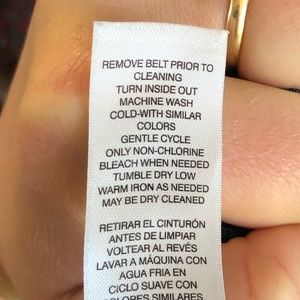 REMOVE BELT PRIOR TO
CLEANING
TURN INSIDE OUT
MACHINE WASH
COLD-WITH SIMILAR
COLORS
GENTLE CYCLE
ONLY NON-CHLORINE
BLEACH WHEN NEEDED
TUMBLE DRY LOW
WARM IRON AS NEEDED
MAY BE DRY CLEANED
RETIRAR EL CINTURÓN
ANTES DE LIMPIAR
VOLTEAR AL REVÉS
LAVAR A MÁQUINA CON
AGUA FRIA EN
CICLO SUAVE CON
COLORES SIMILARES